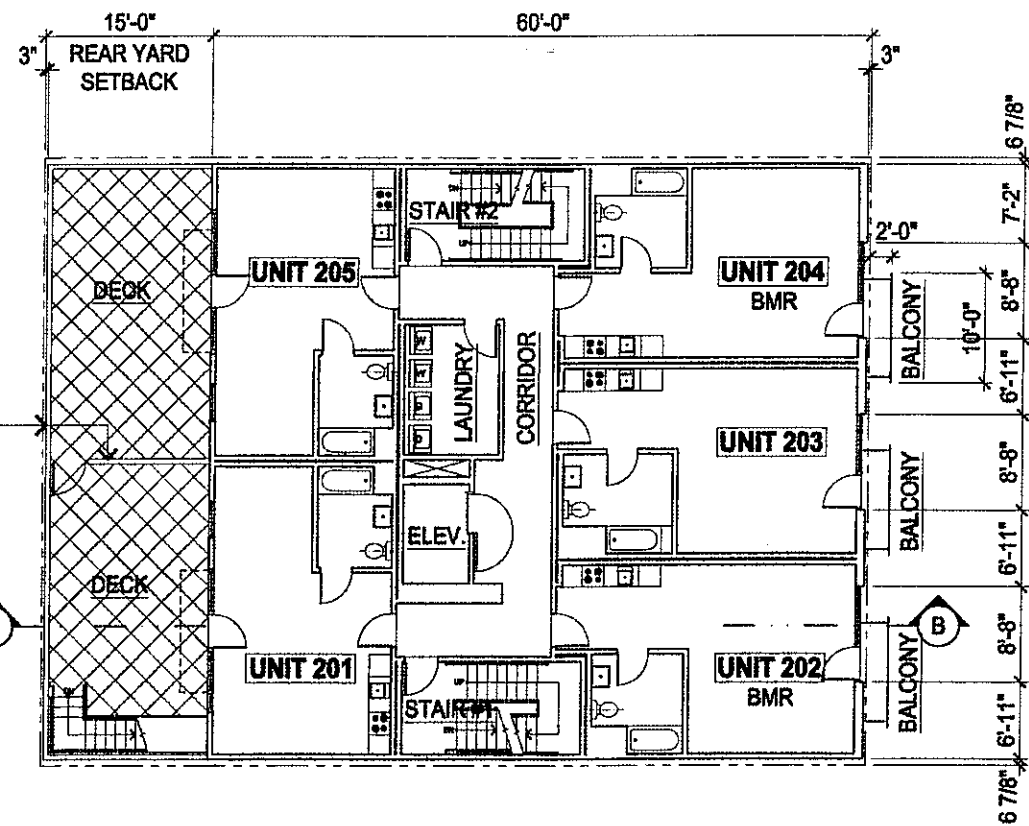 15'-0"
60'-0"
3"
REAR YARD
SETBACK
3"
6 7/8"
7'-2"
2'-0"
8'-8"
10'-0"
6'-11"
8'-8"
6'-11"
8'-8"
6'-11"
6 7/8"
STAIR #2
UP
DECK
UNIT 205
UNIT 204
BMR
BALCONY
W
W
D
D
LAUNDRY
CORRIDOR
UNIT 203
BALCONY
ELEV.
DECK
B
UNIT 201
UP
STAIR #1
UNIT 202
BMR
BALCONY